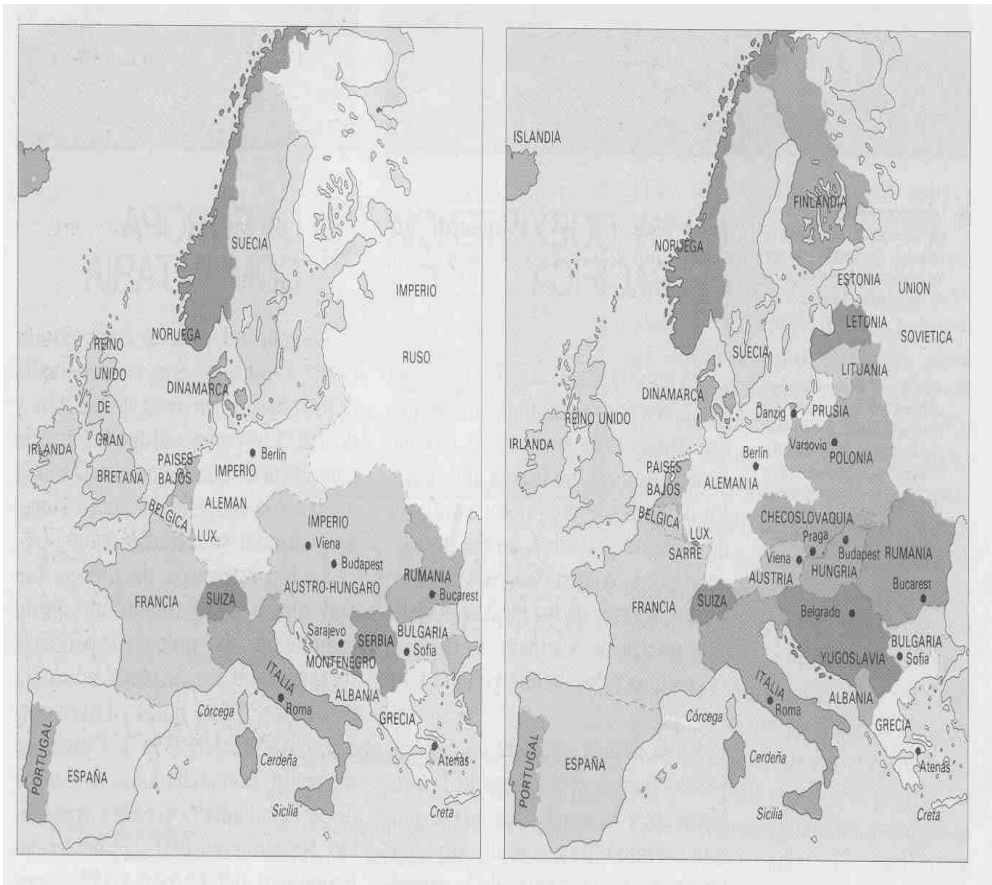 SUECIA
IMPERIO
RUSO
NORUEGA
REINO
UNIDO
DE
GRAN
BRETAÑA
DINAMARCA
IRLANDA
PAISES
BAJOS
Berlín
IMPERIO
ALEMAN
BELGICA
LUX.
IMPERIO
Viena
Budapest
AUSTRO-HUNGARO
RUMANIA
Bucarest
FRANCIA
SUIZA
Sarajevo
SERBIA
BULGARIA
Sofia
MONTENEGRO
ITALIA
ALBANIA
Roma
Córcega
GRECIA
PORTUGAL
ESPAÑA
Cerdeña
Atenas
Sicilia
Creta
ISLANDIA
FINLANDIA
NORUEGA
ESTONIA
UNION
SOVIETICA
LETONIA
SUECIA
LITUANIA
DINAMARCA
REINO UNIDO
Danzig
PRUSIA
IRLANDA
Varsovia
POLONIA
PAISES
BAJOS
Berlín
ALEMANIA
BELGICA
CHECOSLOVAQUIA
LUX.
SARRE
Praga
Budapest
RUMANIA
Viena
HUNGRIA
AUSTRIA
Bucarest
FRANCIA
SUIZA
Belgrado
BULGARIA
Sofia
YUGOSLAVIA
ITALIA
ALBANIA
Roma
Córcega
GRECIA
PORTUGAL
ESPAÑA
Cerdeña
Atenas
Sicilia
Creta